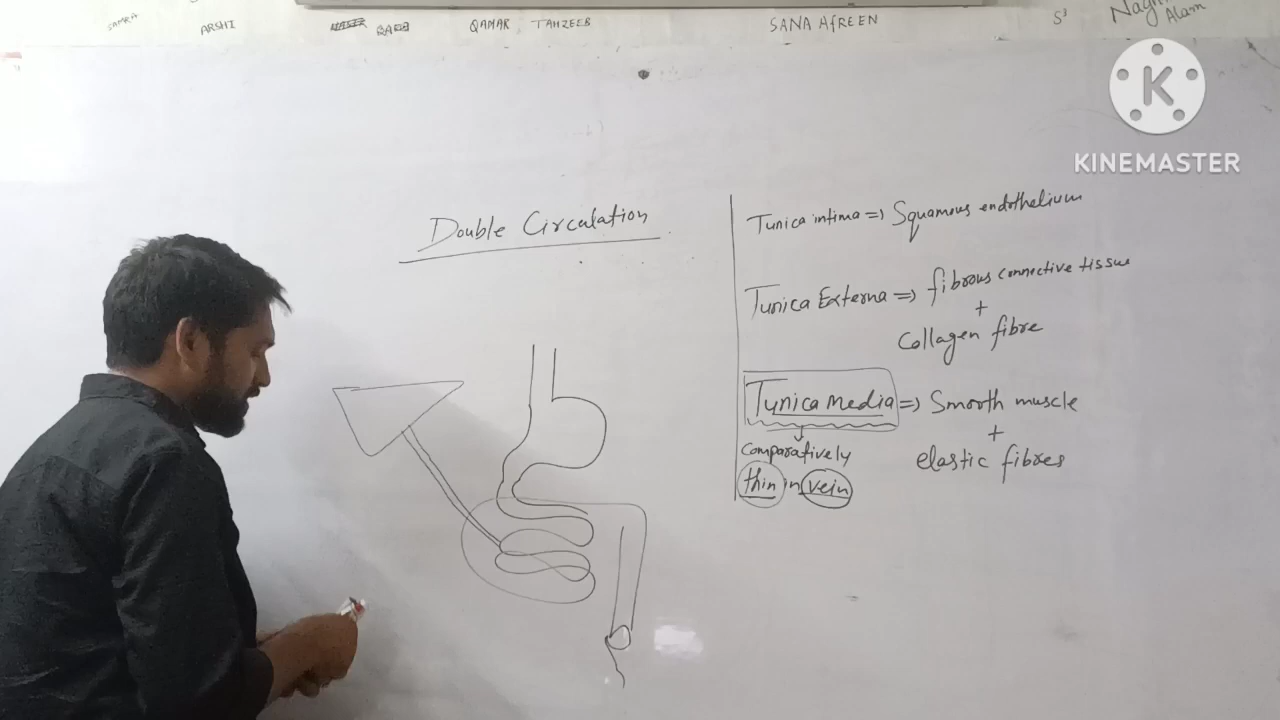 SAMRA
ARSHI
QAMAR TAHZEEB
SANA AFREEN
S³
Alam
KINEMASTER
Double Circulation
Tunica intima => Squamous endothelium
Tunica Externa => fibrous connective tissue
+
Collagen fibre
Tunica Media => Smooth muscle
+
elastic fibres
comparatively
thin in vein